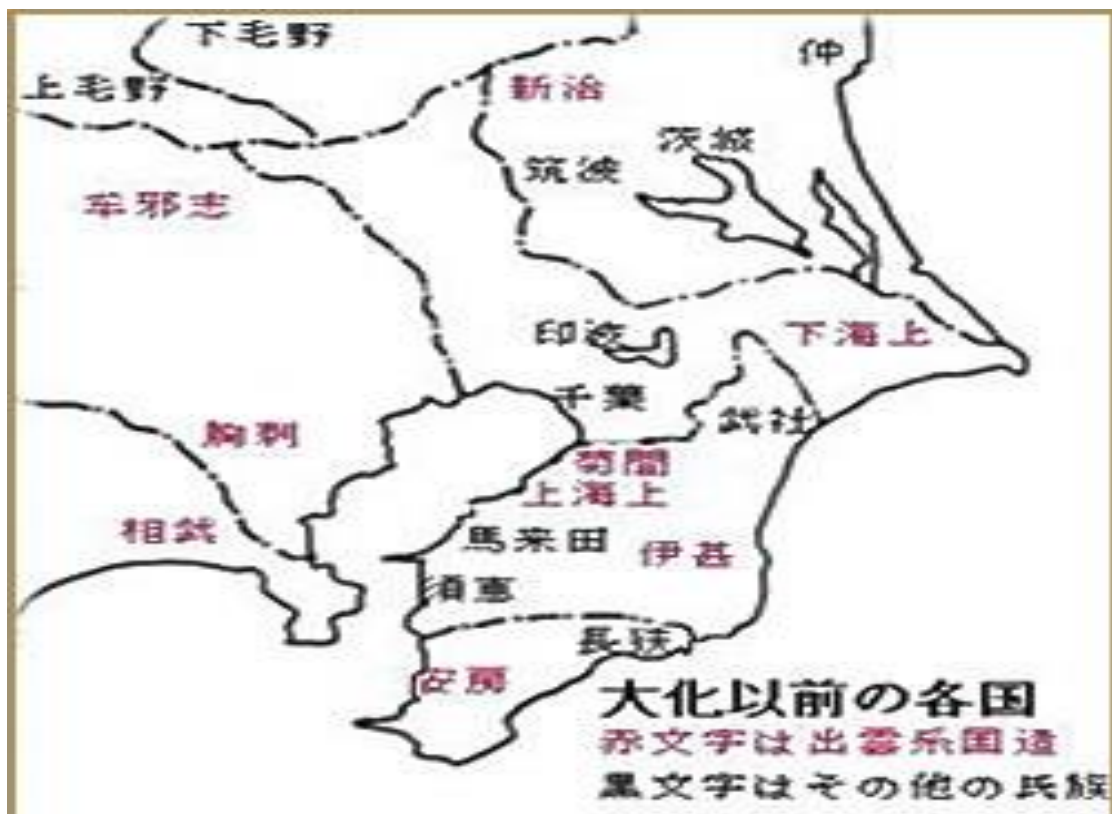 下毛野
仲
上毛野
新治
茨城
筑波
牟邪志
印波
下海上
千葉
武社
胸刺
菊間
上海上
相武
馬来田
伊甚
須恵
長狭
安房
大化以前の各国
赤文字は出雲系国造
黒文字はその他の氏族